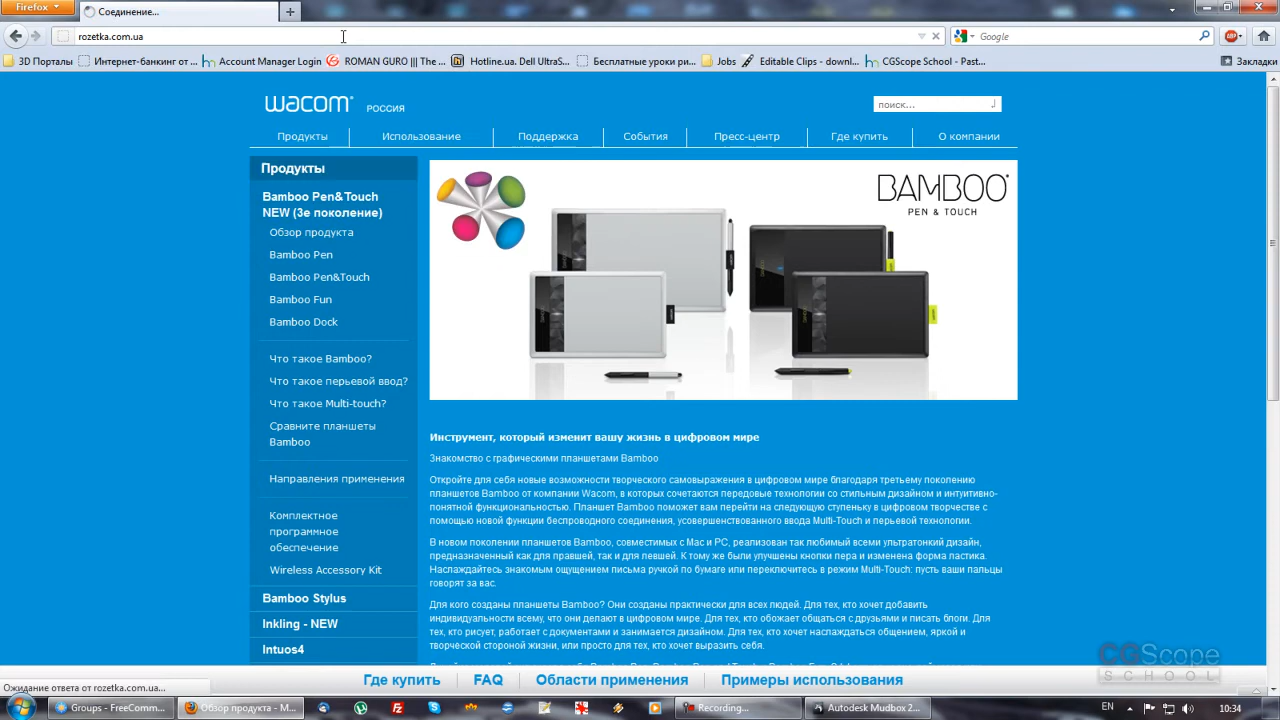 Firefox
Соединение...
rozetka.com.ua
Google
3D Порталы
Интернет-банкинг от ...
Account Manager Login
ROMAN GURO ||| The ...
Hotline.ua. Dell UltraS...
Бесплатные уроки ри...
Jobs
Editable Clips - downl...
CGScope School - Past...
Закладки
wacom РОССИЯ
поиск...
Продукты
Использование
Поддержка
События
Пресс-центр
Где купить
О компании
Продукты
Bamboo Pen&Touch
NEW (3е поколение)
Обзор продукта
Bamboo Pen
Bamboo Pen&Touch
Bamboo Fun
Bamboo Dock
Что такое Bamboo?
Что такое перьевой ввод?
Что такое Multi-touch?
Сравните планшеты
Bamboo
Направления применения
Комплектное
программное
обеспечение
Wireless Accessory Kit
Bamboo Stylus
Inkling - NEW
Intuos4
BAMBOO
PEN & TOUCH
Инструмент, который изменит вашу жизнь в цифровом мире
Знакомство с графическими планшетами Bamboo
Откройте для себя новые возможности творческого самовыражения в цифровом мире благодаря третьему поколению
планшетов Bamboo от компании Wacom, в которых сочетаются передовые технологии со стильным дизайном и интуитивно-
понятной функциональностью. Планшет Bamboo поможет вам перейти на следующую ступеньку в цифровом творчестве с
помощью новой функции беспроводного соединения, усовершенствованного ввода Multi-Touch и перьевой технологии.
В новом поколении планшетов Bamboo, совместимых с Mac и PC, реализован так любимый всеми ультратонкий дизайн,
предназначенный как для правшей, так и для левшей. К тому же были улучшены кнопки пера и изменена форма ластика.
Наслаждайтесь знакомым ощущением письма ручкой по бумаге или переключитесь в режим Multi-Touch: пусть ваши пальцы
говорят за вас.
Для кого созданы планшеты Bamboo? Они созданы практически для всех людей. Для тех, кто хочет добавить
индивидуальности всему, что они делают в цифровом мире. Для тех, кто обожает общаться с друзьями и писать блоги. Для
тех, кто рисует, работает с документами и занимается дизайном. Для тех, кто хочет наслаждаться общением, яркой и
творческой стороной жизни, или просто для тех, кто хочет выразить себя.
CGScope
SCHOOL
Где купить
FAQ
Области применения
Примеры использования
Ожидание ответа от rozetka.com.ua...
Groups - FreeComm...
Обзор продукта - M...
Recording...
Autodesk Mudbox 2...
EN
10:34